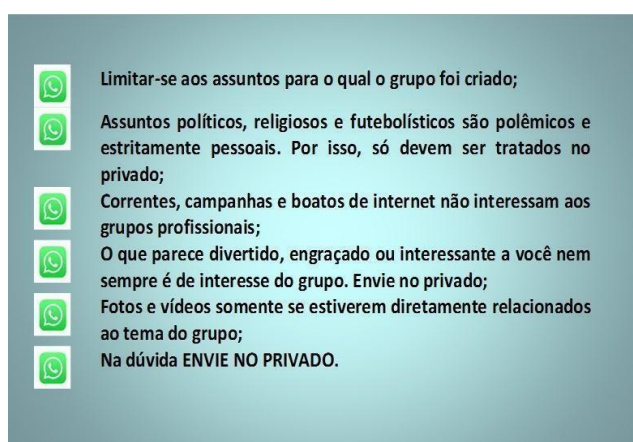 Limitar-se aos assuntos para o qual o grupo foi criado;
Assuntos políticos, religiosos e futebolísticos são polêmicos e
estritamente pessoais. Por isso, só devem ser tratados no
privado;
Correntes, campanhas e boatos de internet não interessam aos
grupos profissionais;
O que parece divertido, engraçado ou interessante a você nem
sempre é de interesse do grupo. Envie no privado;
Fotos e vídeos somente se estiverem diretamente relacionados
ao tema do grupo;
Na dúvida ENVIE NO PRIVADO.